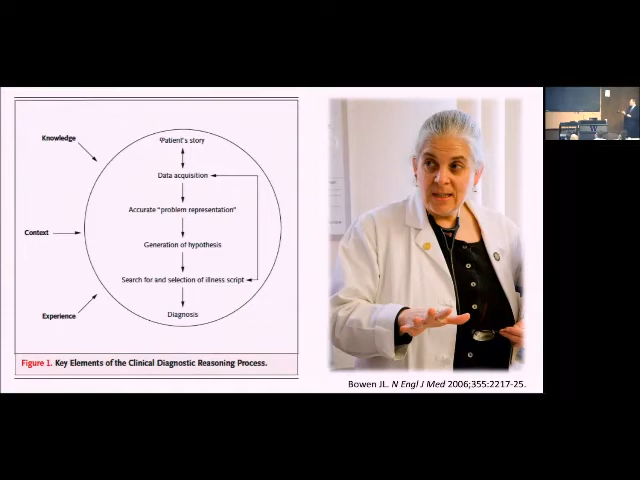 Knowledge
Context
Experience
Patient's story
Data acquisition
Accurate "problem representation"
Generation of hypothesis
Search for and selection of illness script
Diagnosis
Figure 1. Key Elements of the Clinical Diagnostic Reasoning Process.
Bowen JL. N Engl J Med 2006;355:2217-25.